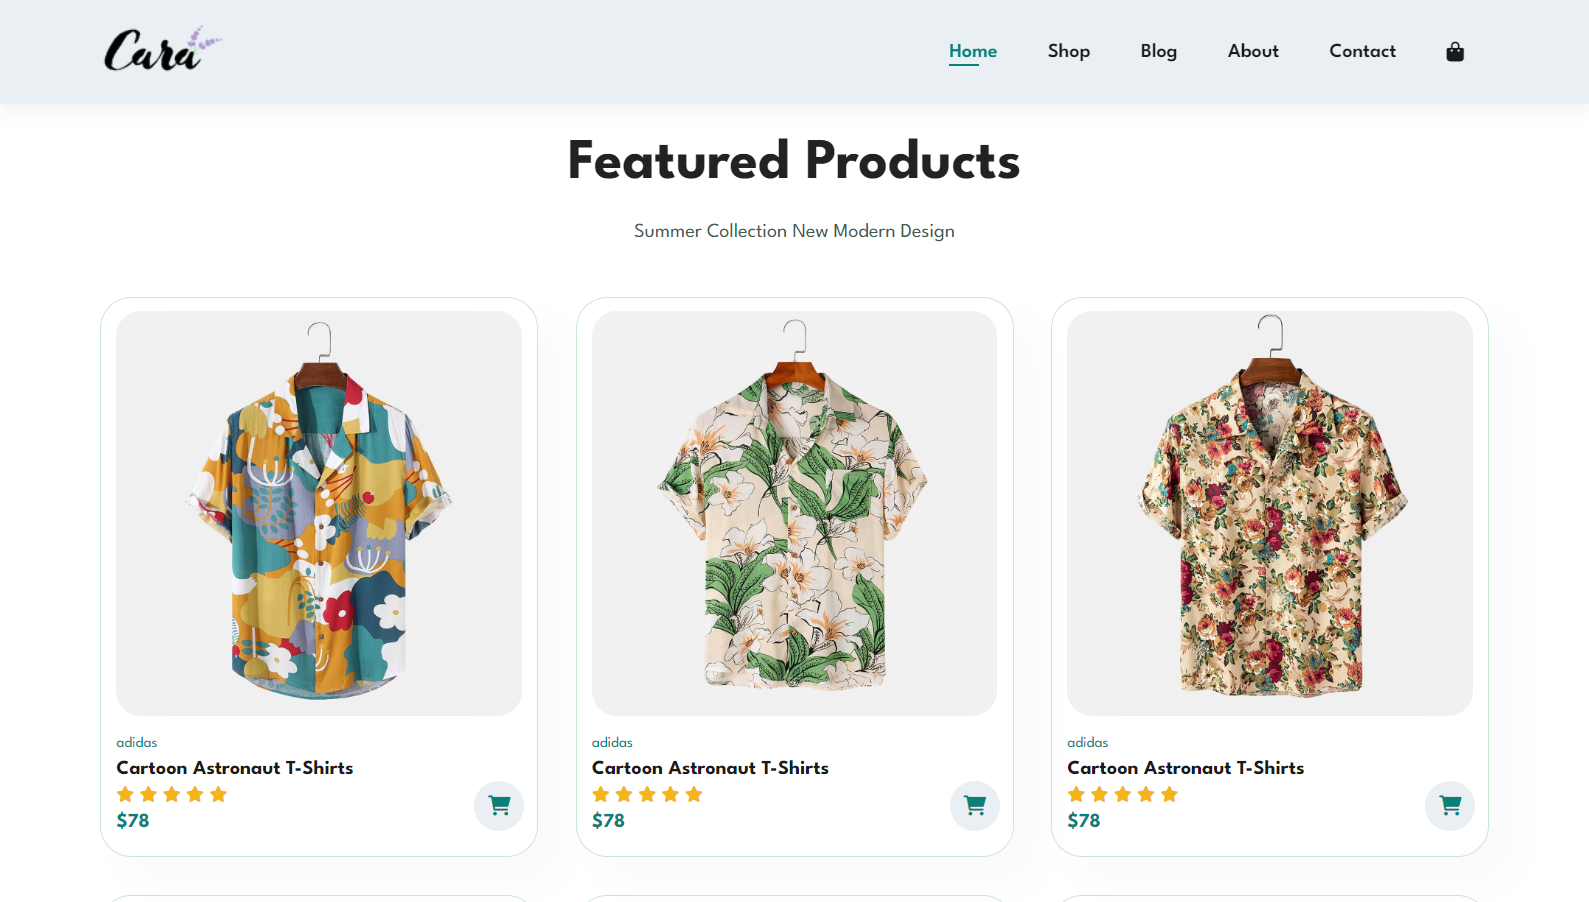 Cara
Home Shop Blog About Contact
Featured Products
Summer Collection New Modern Design
adidas
Cartoon Astronaut T-Shirts
$78
adidas
Cartoon Astronaut T-Shirts
$78
adidas
Cartoon Astronaut T-Shirts
$78